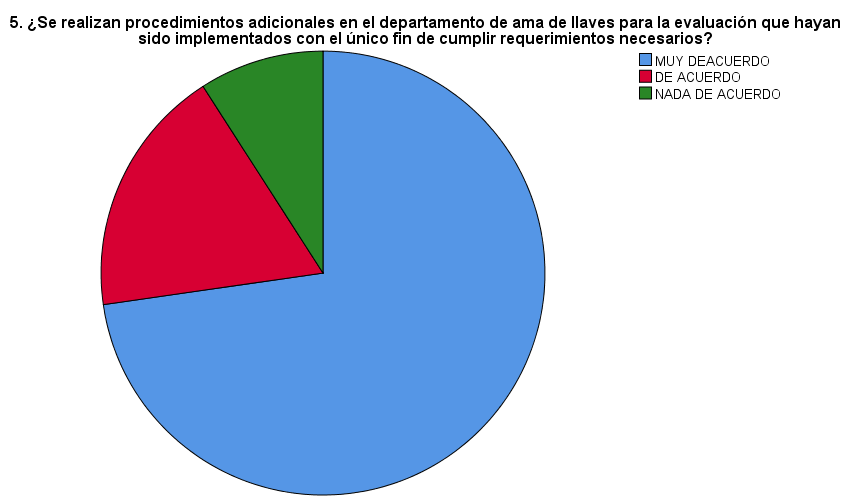 5. ¿Se realizan procedimientos adicionales en el departamento de ama de llaves para la evaluación que hayan
sido implementados con el único fin de cumplir requerimientos necesarios?
MUY DEACUERDO
DE ACUERDO
NADA DE ACUERDO